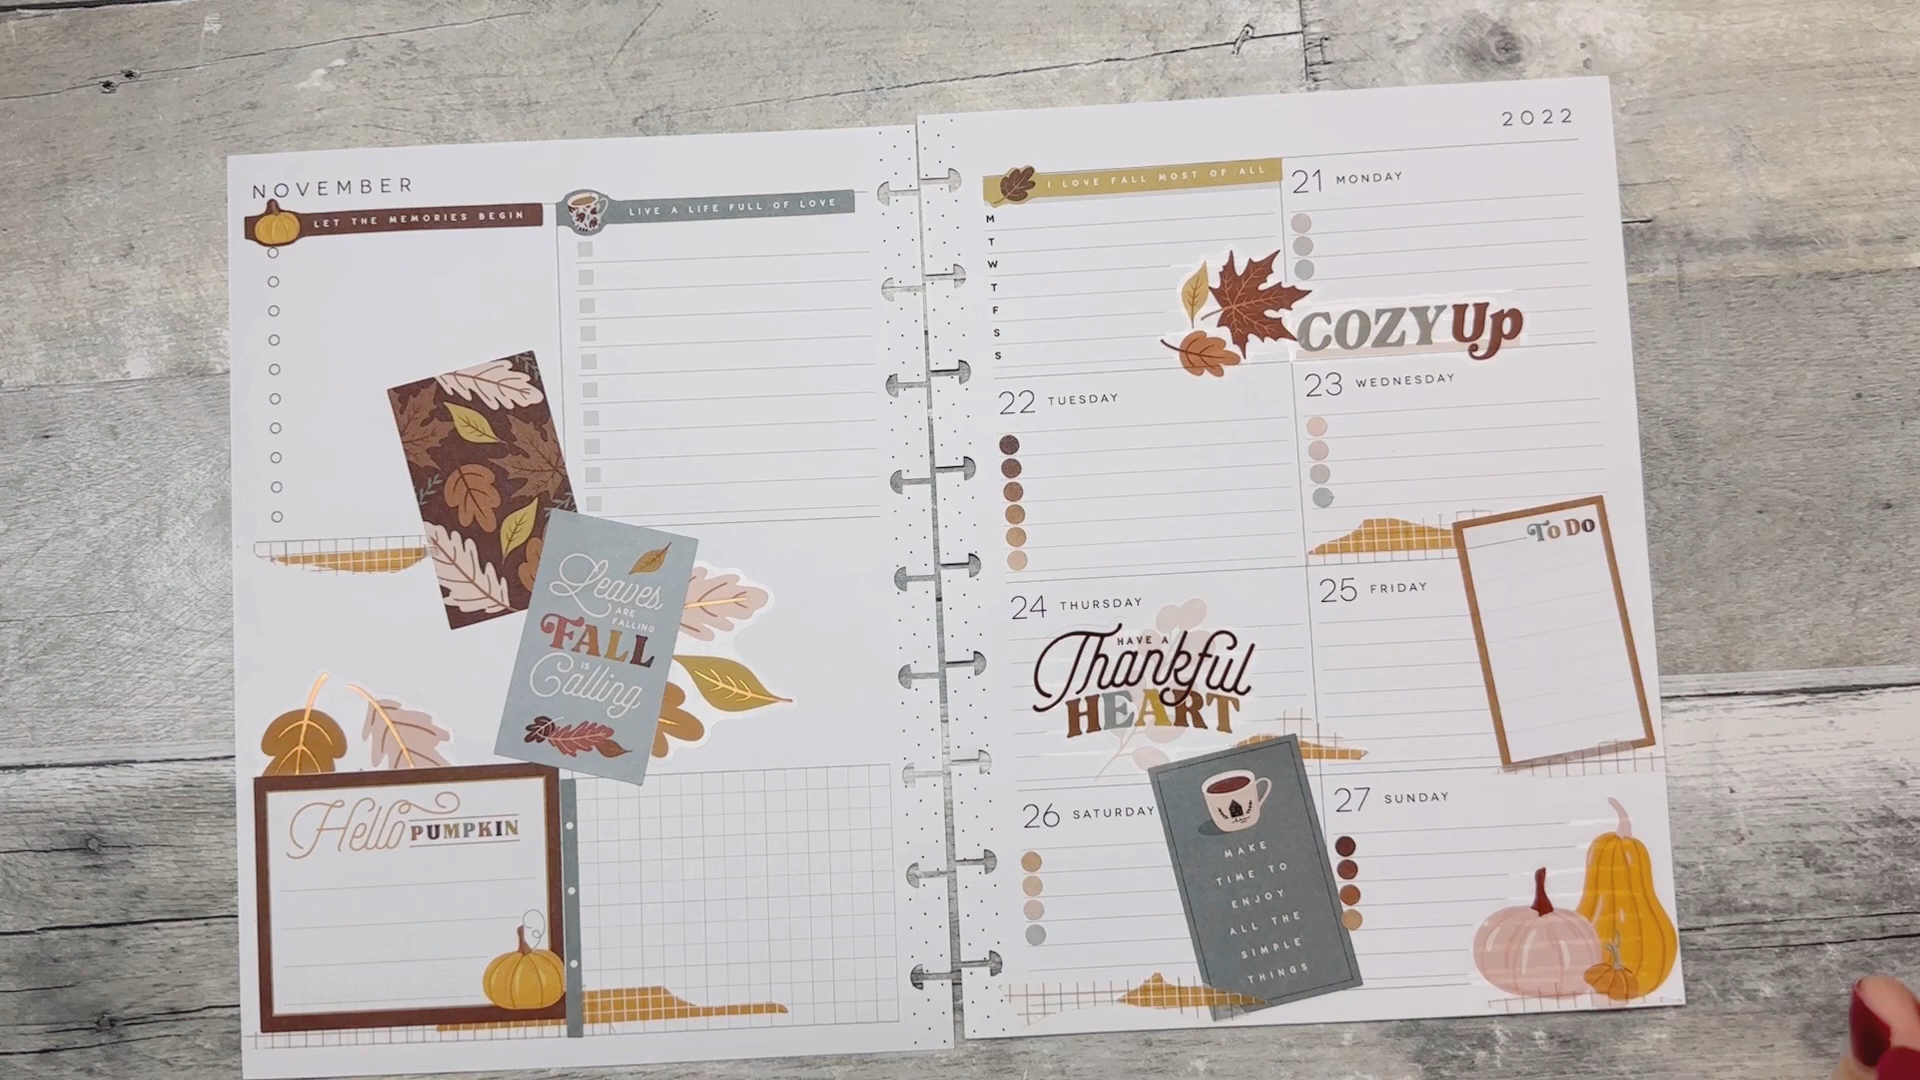 NOVEMBER
LET THE MEMORIES BEGIN
LIVE A LIFE FULL OF LOVE
Leaves
ARE
FALLING
FALL
IS
Calling
Hello PUMPKIN
2022
I LOVE FALL MOST OF ALL
M
T
W
T
F
S
S
21 MONDAY
COZY Up
22 TUESDAY
23 WEDNESDAY
To Do
24 THURSDAY
HAVE A
Thankful
HEART
25 FRIDAY
26 SATURDAY
MAKE
TIME TO
ENJOY
ALL THE
SIMPLE
THINGS
27 SUNDAY